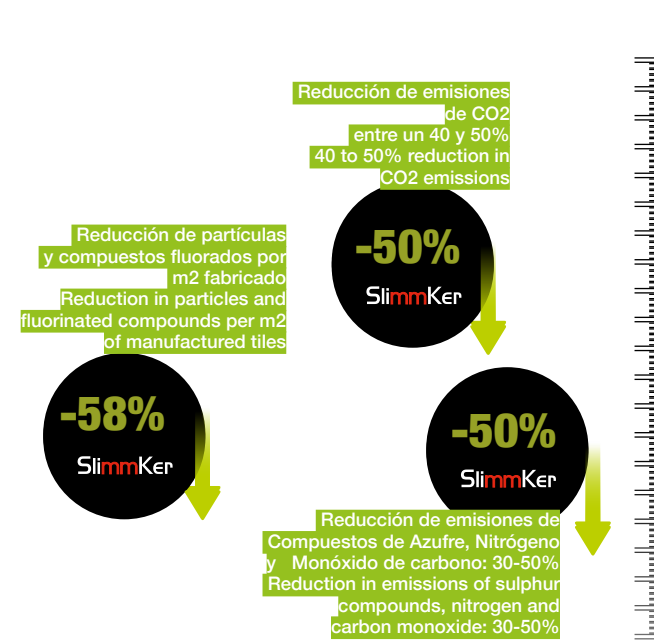 Reducción de emisiones
de CO2
entre un 40 y 50%
40 to 50% reduction in
CO2 emissions
-50%
SlimmKer
Reducción de partículas
y compuestos fluorados por
m2 fabricado
Reduction in particles and
fluorinated compounds per m2
of manufactured tiles
-58%
SlimmKer
-50%
SlimmKer
Reducción de emisiones de
Compuestos de Azufre, Nitrógeno
y Monóxido de carbono: 30-50%
Reduction in emissions of sulphur
compounds, nitrogen and
carbon monoxide: 30-50%